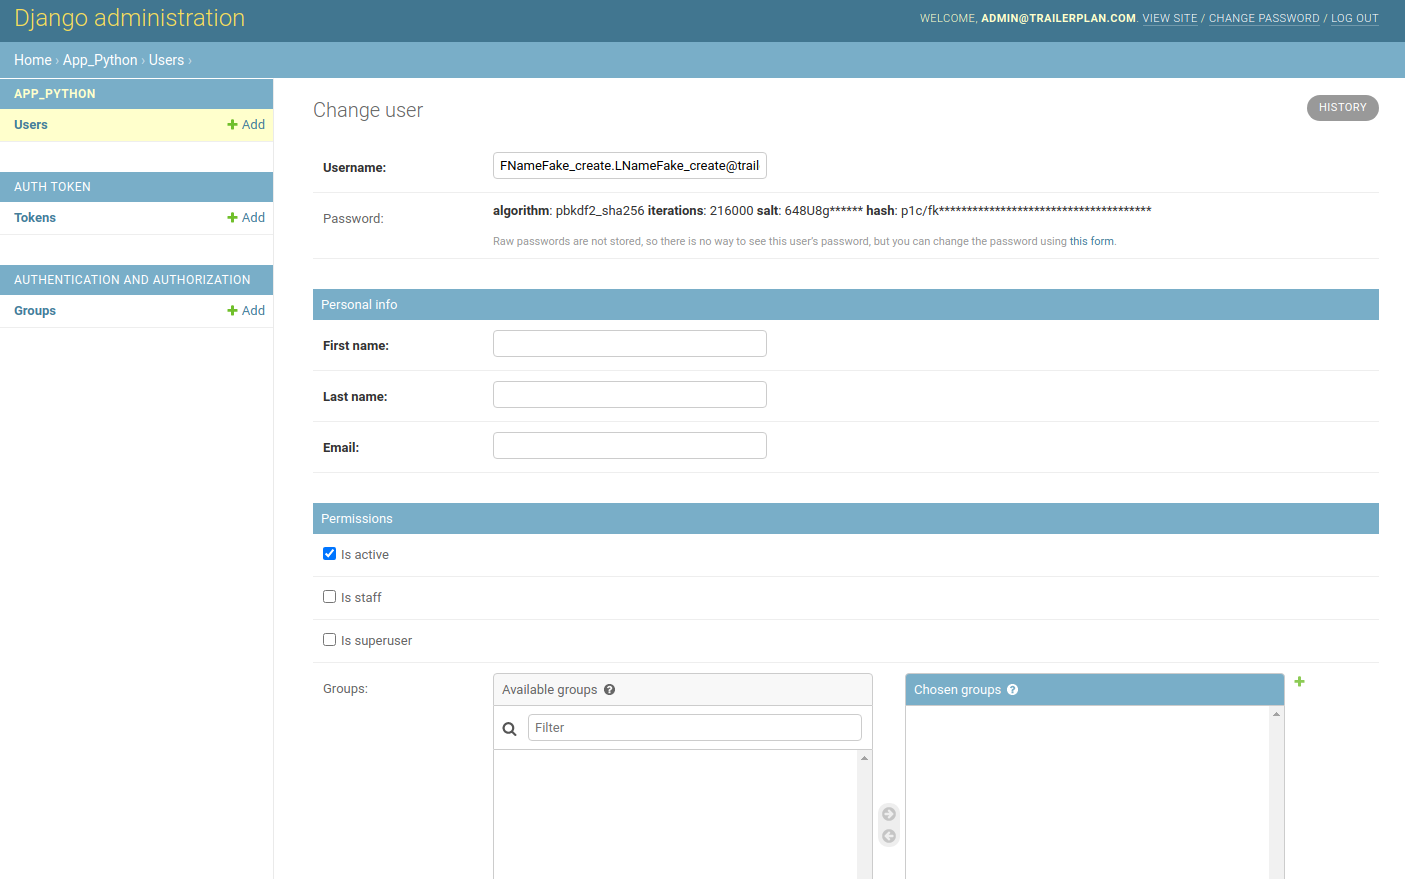 Django administration
WELCOME, ADMIN@TRAILERPLAN.COM. VIEW SITE / CHANGE PASSWORD / LOG OUT
Home › App_Python › Users ›
APP_PYTHON
Users
Add
AUTH TOKEN
Tokens
Add
AUTHENTICATION AND AUTHORIZATION
Groups
Add
Change user
HISTORY
Username:
FNameFake_create.LNameFake_create@trail
Password:
algorithm: pbkdf2_sha256 iterations: 216000 salt: 648U8g****** hash: p1c/fk**************************************
Raw passwords are not stored, so there is no way to see this user's password, but you can change the password using this form.
Personal info
First name:
Last name:
Email:
Permissions
Is active
Is staff
Is superuser
Groups:
Available groups
Filter
Chosen groups